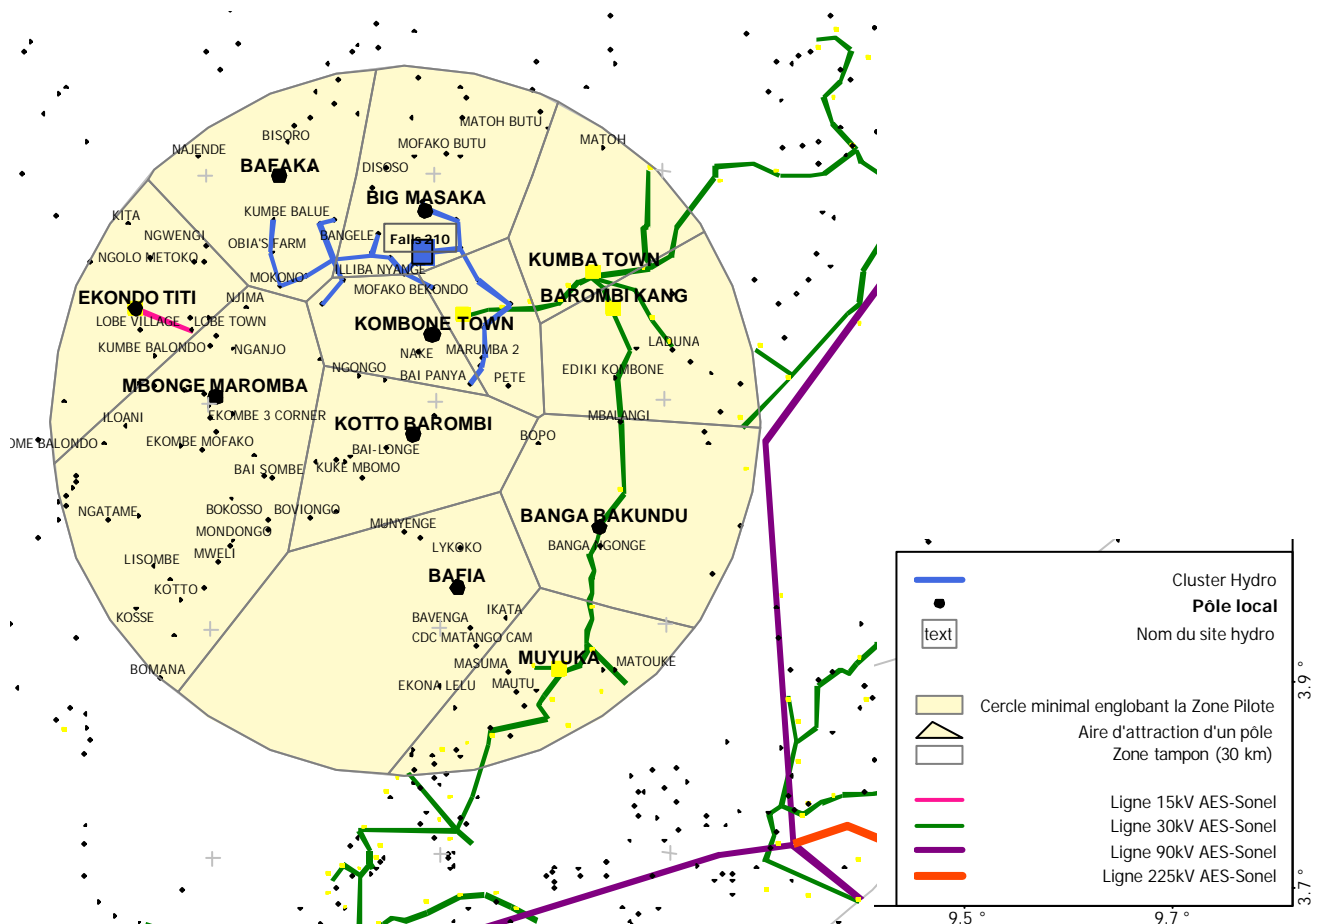 MATOH BUTU
BISORO
MATOH
MOFAKO BUTU
NAJENDE
BAFAKA
DISOSO
BIG MASAKA
KITA
KUMBE BALUE
NGWENGI
BANGELE
Falls 210
OBIA'S FARM
NGOLO METOKO
KUMBA TOWN
ILLIBA NYANGE
MOKONO
MOFAKO BEKONDO
EKONDO TITI
NJIMA
BAROMBI KANG
LOBE VILLAGE
LOBE TOWN
KOMBONE TOWN
LADUNA
KUMBE BALONDO
NGANJO
NAKE
MARUMBA 2
NGONGO
EDIKI KOMBONE
BAI PANYA
PETE
MBONGE MAROMBA
ILOANI
EKOMBE 3 CORNER
MBALANGI
KOTTO BAROMBI
OME BALONDO
EKOMBE MOFAKO
BOPO
BAI-LONGE
BAI SOMBE
KUKE MBOMO
NGATAME
BOKOSSO
BOVIONGO
BANGA BAKUNDU
MUNYENGE
MONDONGO
BANGA NGONGE
LYKOKO
MWELI
LISOMBE
BAFIA
KOTTO
IKATA
KOSSE
BAVENGA
CDC MATANGO CAM
MUYUKA
MATOUKE
MASUMA
BOMANA
EKONA LELU
MAUTU
Cluster Hydro
Pôle local
text
Nom du site hydro
Cercle minimal englobant la Zone Pilote
Aire d'attraction d'un pôle
Zone tampon (30 km)
Ligne 15kV AES-Sonel
Ligne 30kV AES-Sonel
Ligne 90kV AES-Sonel
Ligne 225kV AES-Sonel
3.9 °
3.7 °
9.5 °
9.7 °